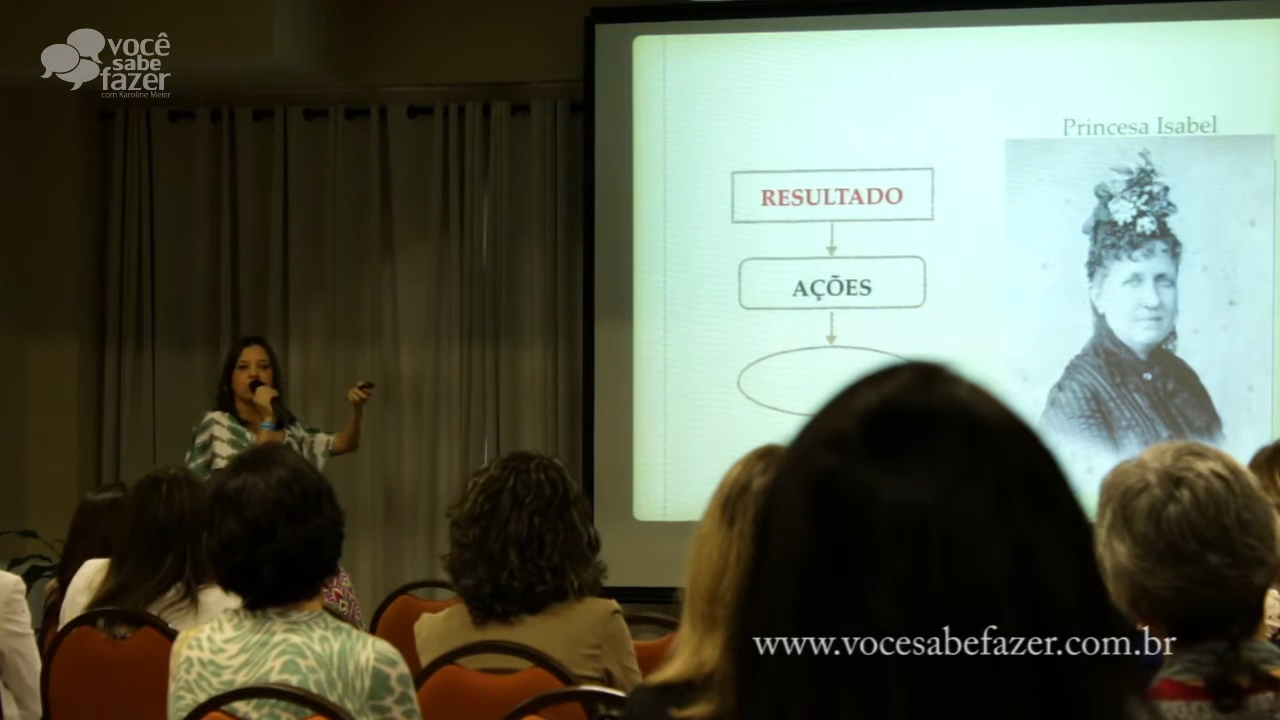 você
sabe
fazer
com Karoline Meier
Princesa Isabel
RESULTADO
AÇÕES
www.vocesabefazer.com.br